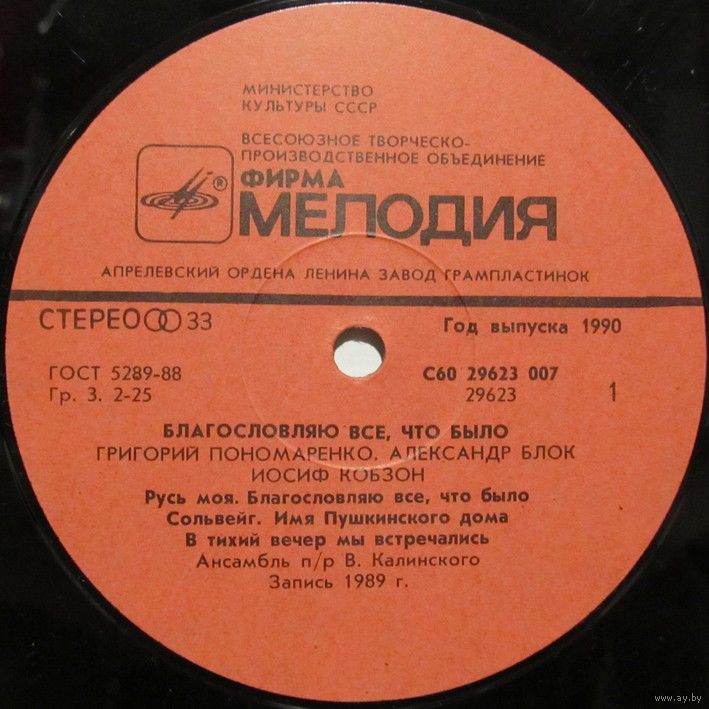 МИНИСТЕРСТВО
КУЛЬТУРЫ СССР
ВСЕСОЮЗНОЕ ТВОРЧЕСКО-
ПРОИЗВОДСТВЕННОЕ ОБЪЕДИНЕНИЕ
®
ФИРМА
МЕЛОДИЯ
АПРЕЛЕВСКИЙ ОРДЕНА ЛЕНИНА ЗАВОД ГРАМПЛАСТИНОК
СТЕРЕО 33 Год выпуска 1990
ГОСТ 5289-88 С60 29623 007
Гр. 3. 2-25 29623 1
БЛАГОСЛОВЛЯЮ ВСЕ, ЧТО БЫЛО
ГРИГОРИЙ ПОНОМАРЕНКО. АЛЕКСАНДР БЛОК
ИОСИФ КОБЗОН
Русь моя. Благословляю все, что было
Сольвейг. Имя Пушкинского дома
В тихий вечер мы встречались
Ансамбль п/р В. Калинского
Запись 1989 г.
www.ay.by